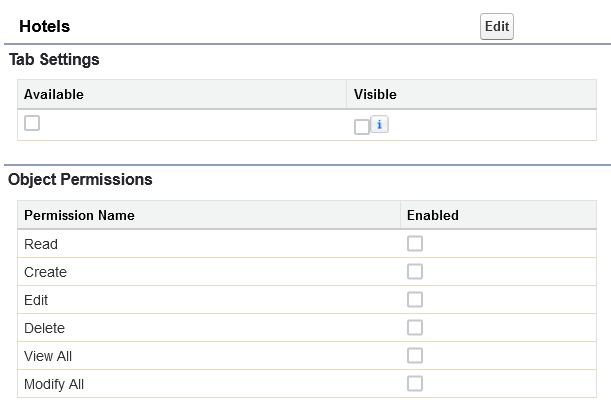 Hotels Edit
Tab Settings
Available Visible
i
Object Permissions
Permission Name Enabled
Read
Create
Edit
Delete
View All
Modify All